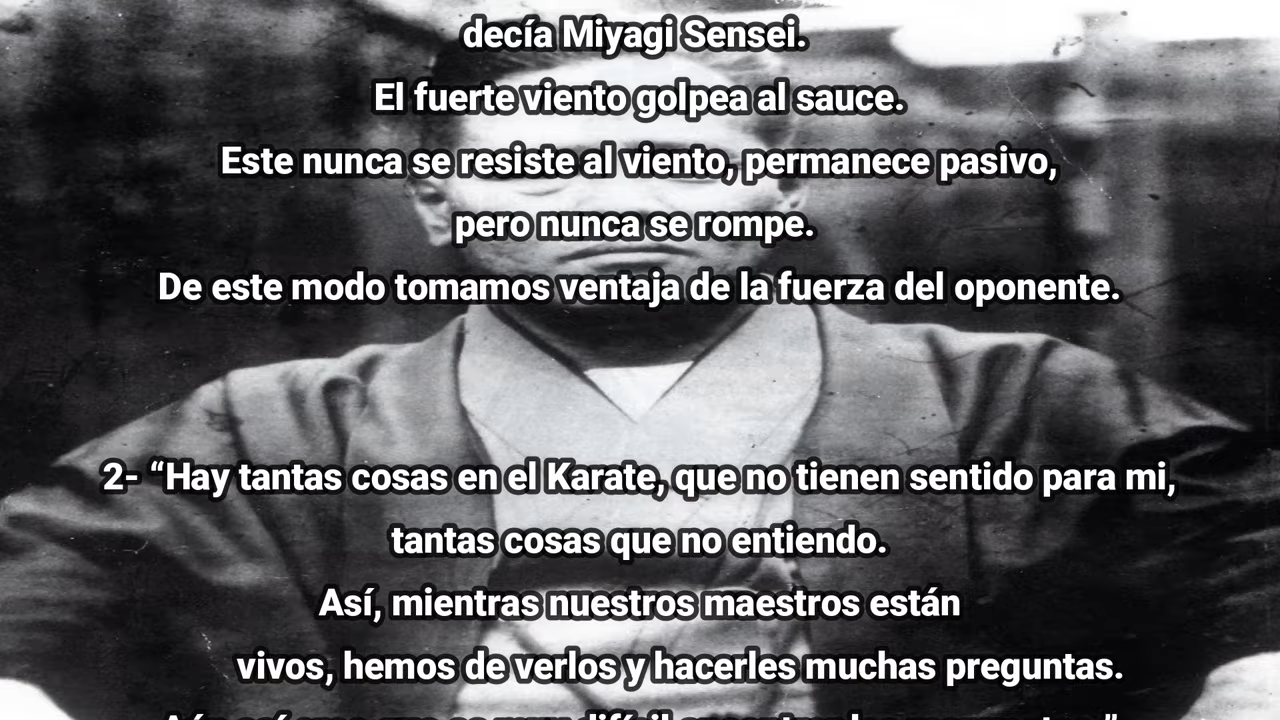 decía Miyagi Sensei.
El fuerte viento golpea al sauce.
Este nunca se resiste al viento, permanece pasivo,
pero nunca se rompe.
De este modo tomamos ventaja de la fuerza del oponente.
2- “Hay tantas cosas en el Karate, que no tienen sentido para mi,
tantas cosas que no entiendo.
Así, mientras nuestros maestros están
vivos, hemos de verlos y hacerles muchas preguntas.